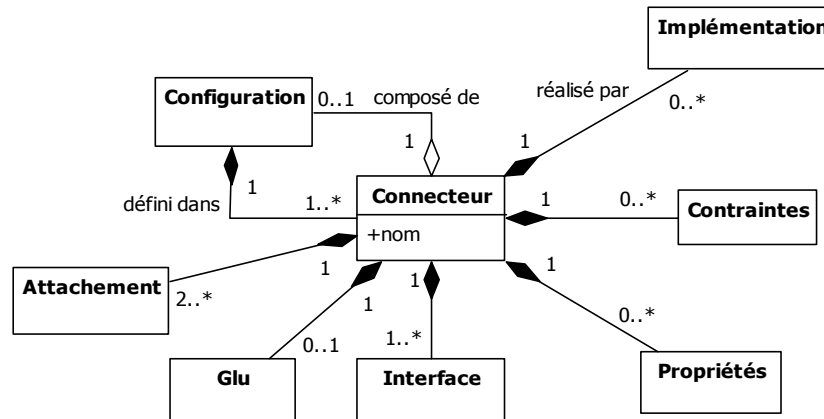 Implémentation
Configuration
0..1
composé de
réalisé par
0..*
1
1
1
Connecteur
défini dans
1..*
1
0..*
Contraintes
+nom
Attachement
2..*
1
1
1
1
0..1
1..*
0..*
Glu
Interface
Propriétés